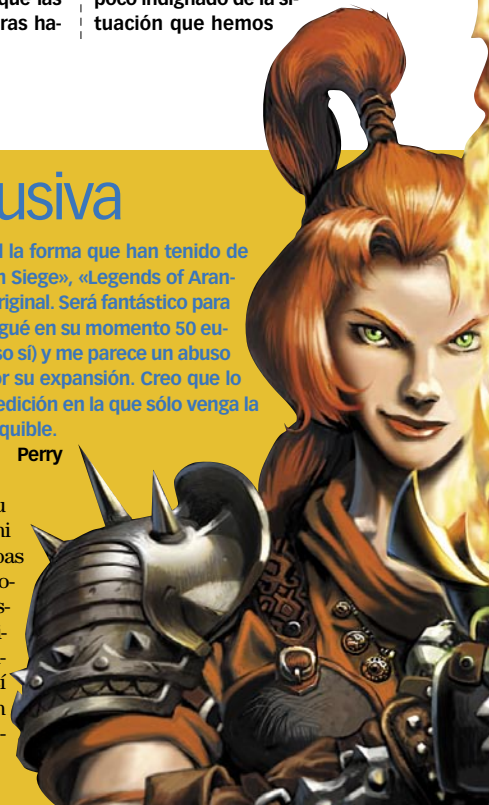 que las
ras ha-
poco indignado de la si-
tuación que hemos
usiva
l la forma que han tenido de
n Siege», «Legends of Aran-
riginal. Será fantástico para
gué en su momento 50 eu-
so sí) y me parece un abuso
or su expansión. Creo que lo
edición en la que sólo venga la
quible.
Perry
u
ni
pas
o-
s-
i-
-
í
n
-